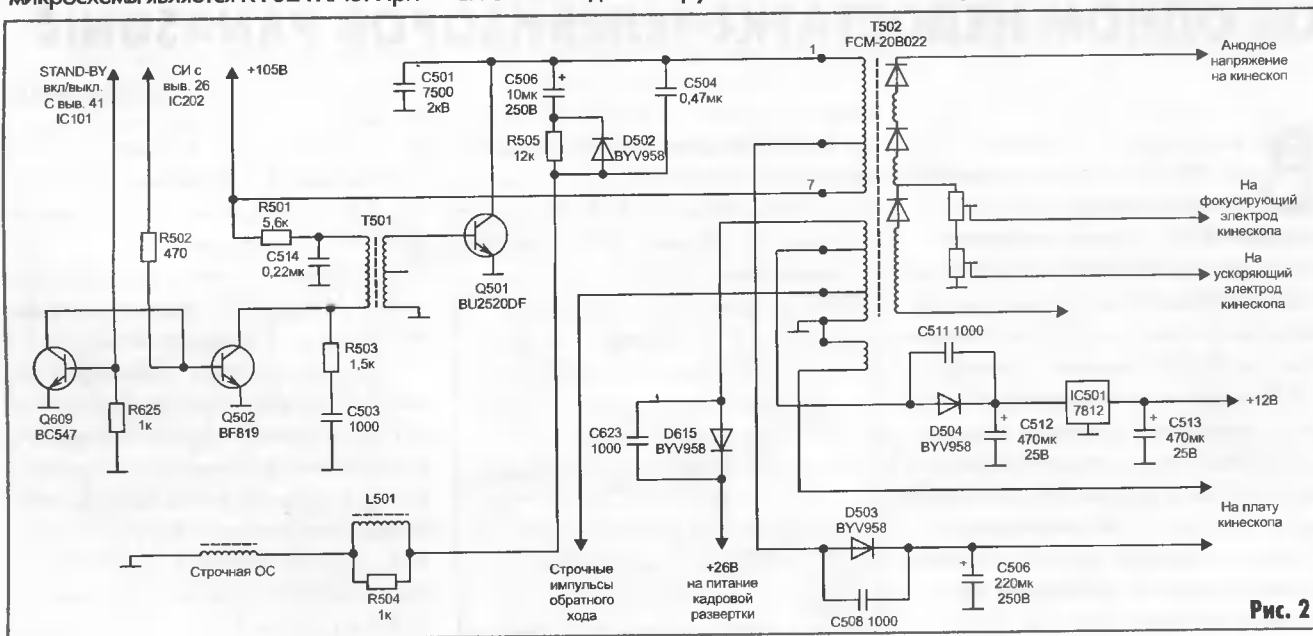 T502
FCM-20B022
1
Анодное
напряжение
на кинескоп
STAND-BY
вкл/выкл.
С выв. 41
IC101
СИ с
выв. 26
IC202
+105В
C501
7500
2кВ
C506
10мк
250В
+
C504
0,47мк
R505
12к
D502
BYV958
7
На
фокусирующий
электрод
кинескопа
R501
5,6к
T501
R502
470
C514
0,22мк
Q501
BU2520DF
На
ускоряющий
электрод
кинескопа
C511 1000
R503
1,5к
IC501
7812
+12В
Q609
BC547
R625
1к
Q502
BF819
C503
1000
C623
1000
D615
BYV958
D504
BYV958
+
C512
470мк
25В
+
C513
470мк
25В
L501
D503
BYV958
На плату
кинескопа
Строчная ОС
R504
1к
Строчные
импульсы
обратного
хода
+26В
на питание
кадровой
развертки
+
C506
220мк
250В
C508 1000
Рис. 2